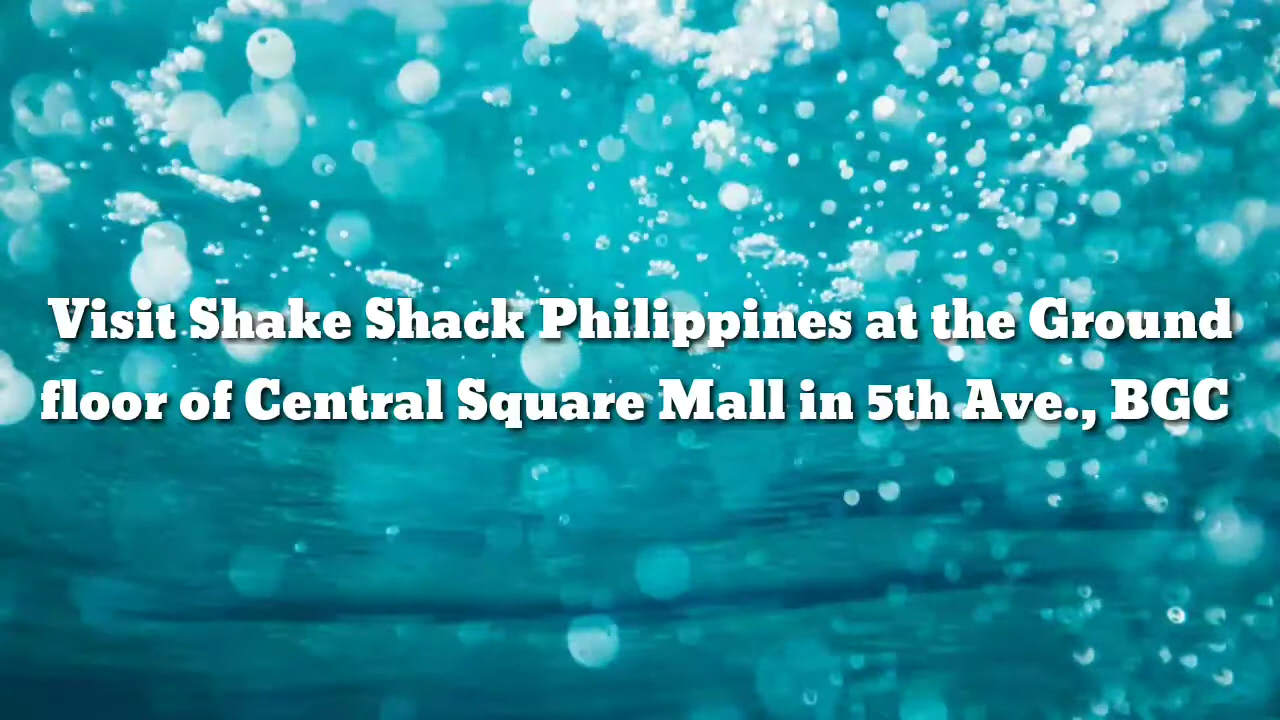 Visit Shake Shack Philippines at the Ground
floor of Central Square Mall in 5th Ave., BGC